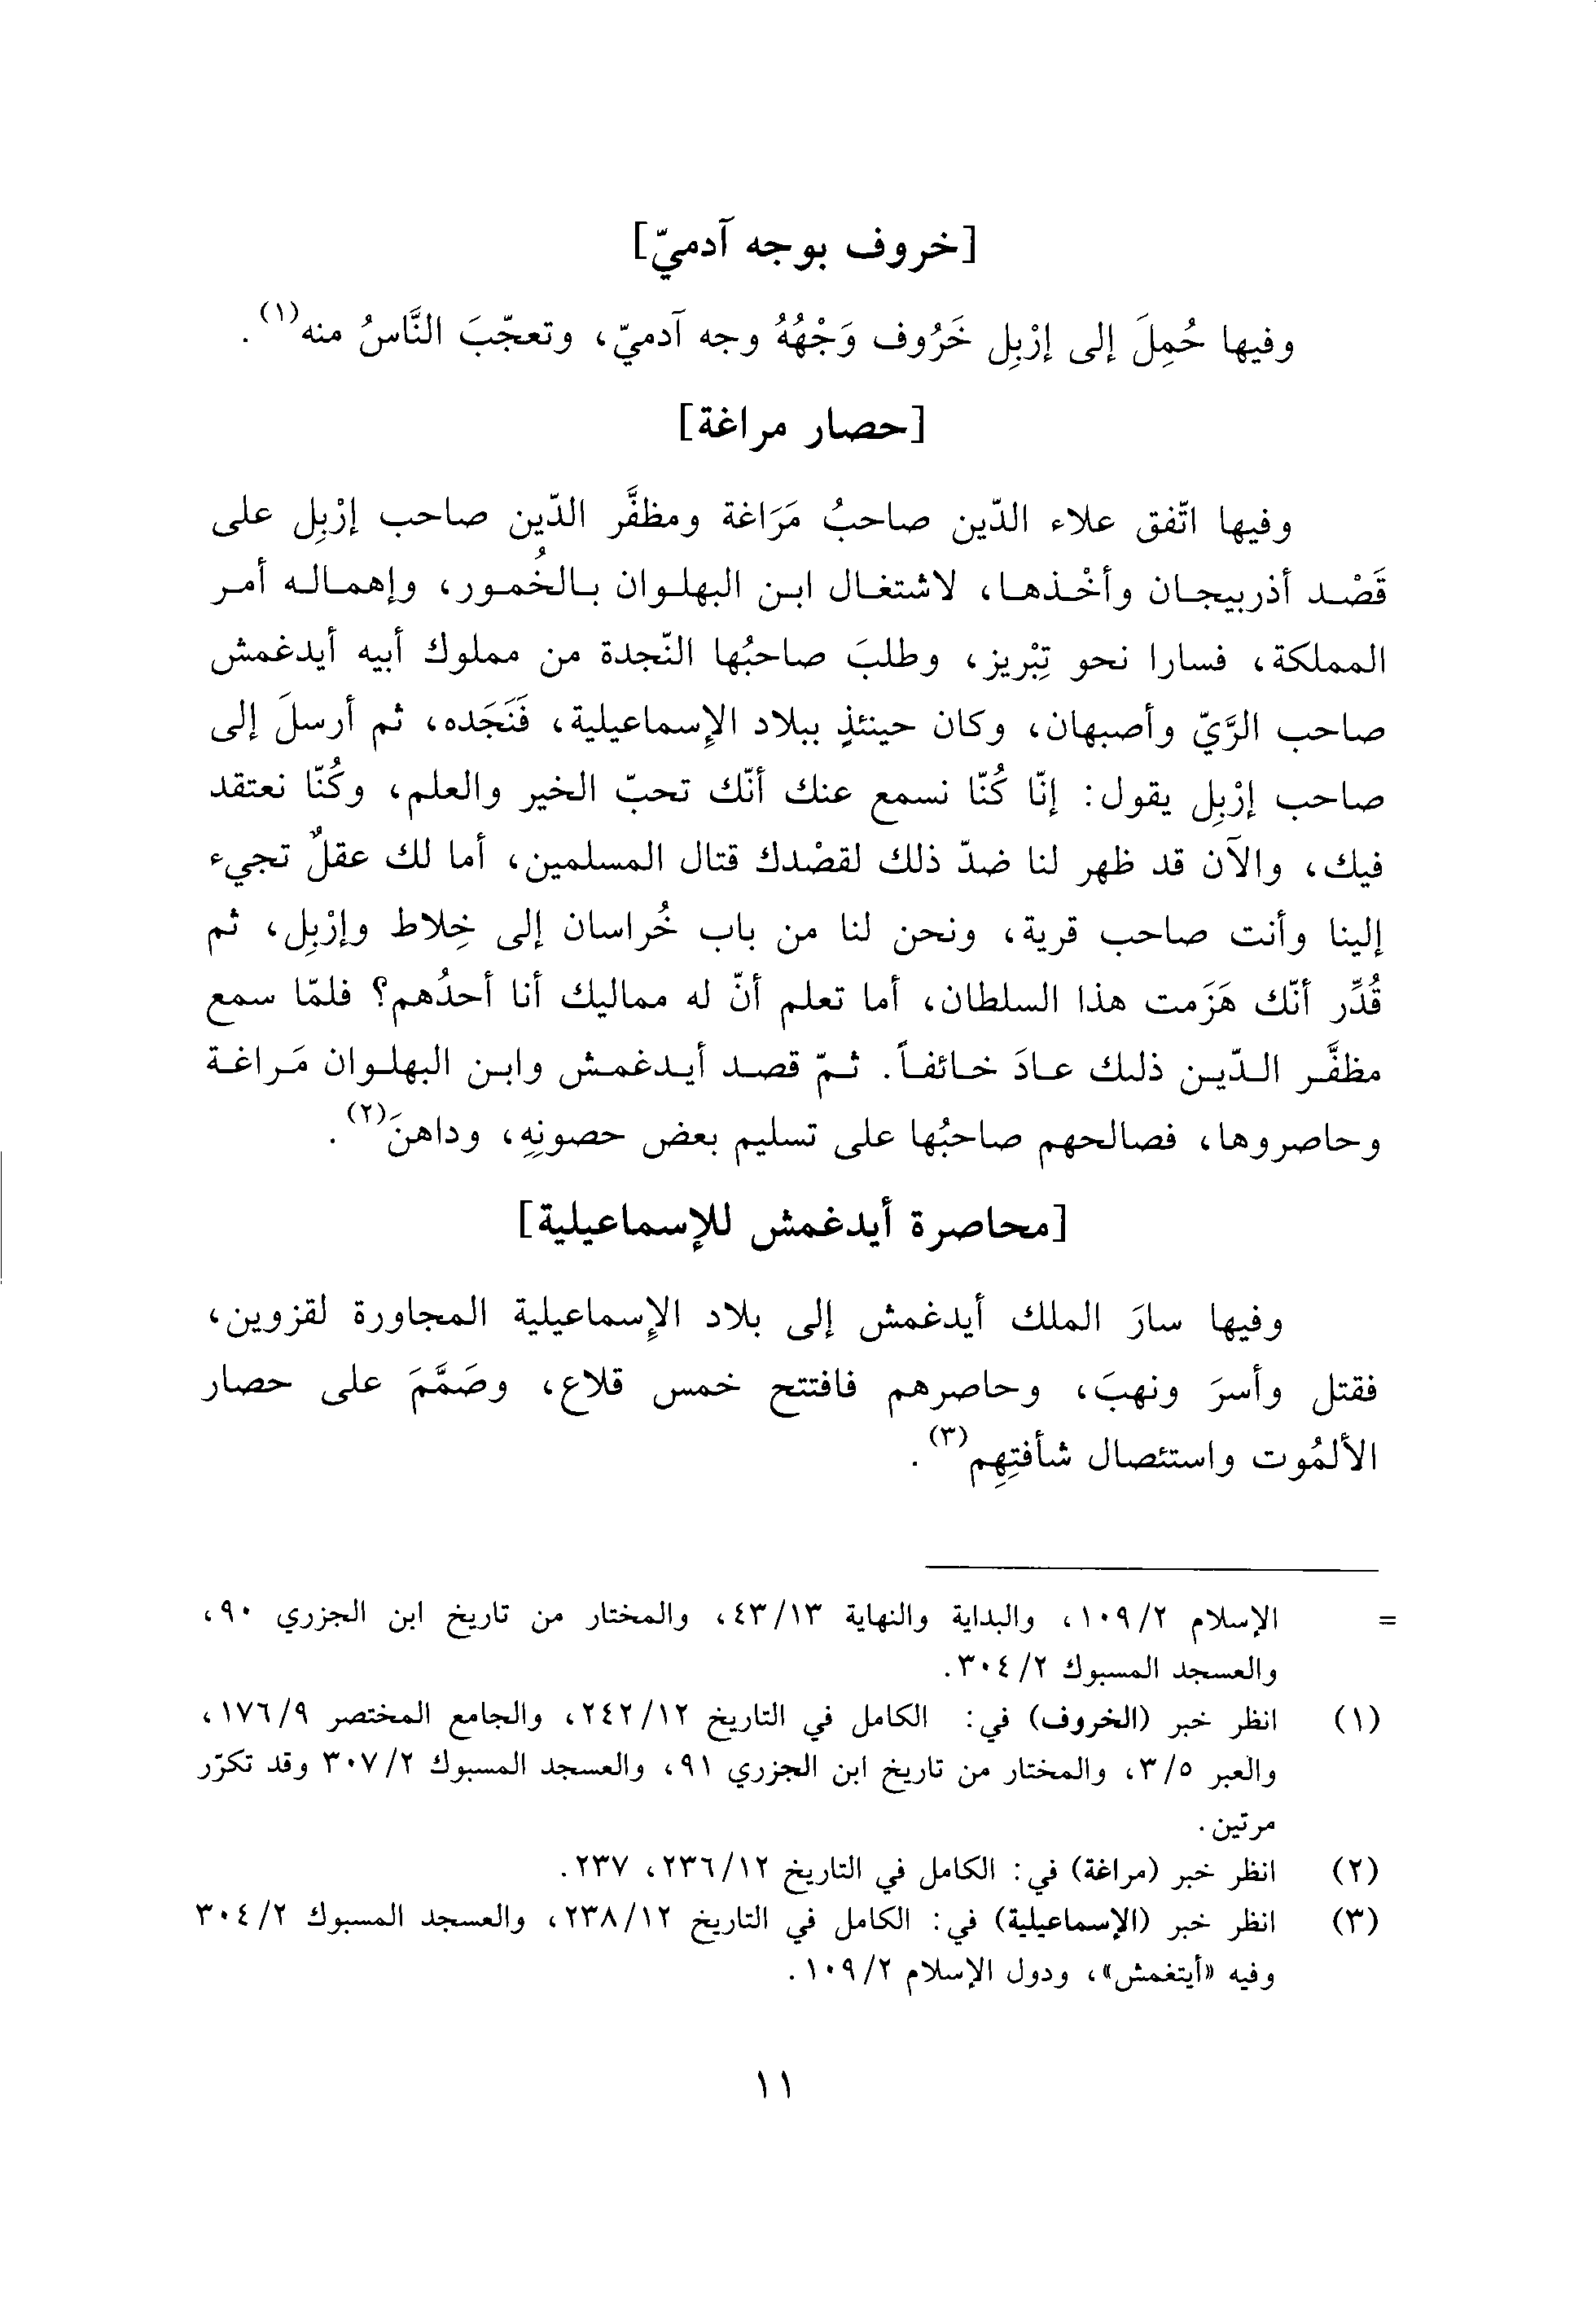 [خروف بوجه آدميّ]
وفيها حُمِلَ إلى إرْبِل خَرُوف وَجْهُهُ وجه آدميّ، وتعجّبَ النَّاسُ منه(١).
[حصار مراغة]
وفيها اتّفق علاء الدّين صاحبُ مَرَاغة ومظفَّر الدّين صاحب إرْبِل على
قَصْد أذربيجان وأخْذها، لاشتغال ابن البهلوان بالخُمور، وإهماله أمر
المملكة، فسارا نحو تِبْريز، وطلبَ صاحبُها النّجدة من مملوك أبيه أيدغمش
صاحب الرَّيّ وأصبهان، وكان حينئذٍ ببلاد الإسماعيلية، فَنَجَده، ثم أرسلَ إلى
صاحب إرْبِل يقول: إنّا كُنّا نسمع عنك أنّك تحبّ الخير والعلم، وكُنّا نعتقد
فيك، والآن قد ظهر لنا ضدّ ذلك لقصْدك قتال المسلمين، أما لك عقلٌ تجيء
إلينا وأنت صاحب قرية، ونحن لنا من باب خُراسان إلى خِلاط وإرْبِل، ثم
قُدِّر أنّك هَزَمت هذا السلطان، أما تعلم أنّ له مماليك أنا أحدُهم؟ فلمّا سمع
مظفَّر الدّين ذلك عادَ خائفاً. ثمّ قصد أيدغمش وابن البهلوان مَراغة
وحاصروها، فصالحهم صاحبُها على تسليم بعض حصونِهِ، وداهنَ(٢).
[محاصرة أيدغمش للإسماعيلية]
وفيها سارَ الملك أيدغمش إلى بلاد الإسماعيلية المجاورة لقزوين،
فقتل وأسرَ ونهبَ، وحاصرهم فافتتح خمس قلاع، وصَمَّمَ على حصار
الألمُوت واستئصال شأفتِهِم(٣).
= الإسلام ١٠٩/٢، والبداية والنهاية ٤٣/١٣، والمختار من تاريخ ابن الجزري ٩٠،
والعسجد المسبوك ٣٠٤/٢.
(١) انظر خبر (الخروف) في: الكامل في التاريخ ٢٤٢/١٢، والجامع المختصر ١٧٦/٩،
والعبر ٣/٥، والمختار من تاريخ ابن الجزري ٩١، والعسجد المسبوك ٣٠٧/٢ وقد تكرّر
مرتين.
(٢) انظر خبر (مراغة) في: الكامل في التاريخ ٢٣٦/١٢، ٢٣٧.
(٣) انظر خبر (الإسماعيلية) في: الكامل في التاريخ ٢٣٨/١٢، والعسجد المسبوك ٣٠٤/٢
وفيه «أيتغمش»، ودول الإسلام ١٠٩/٢.
١١